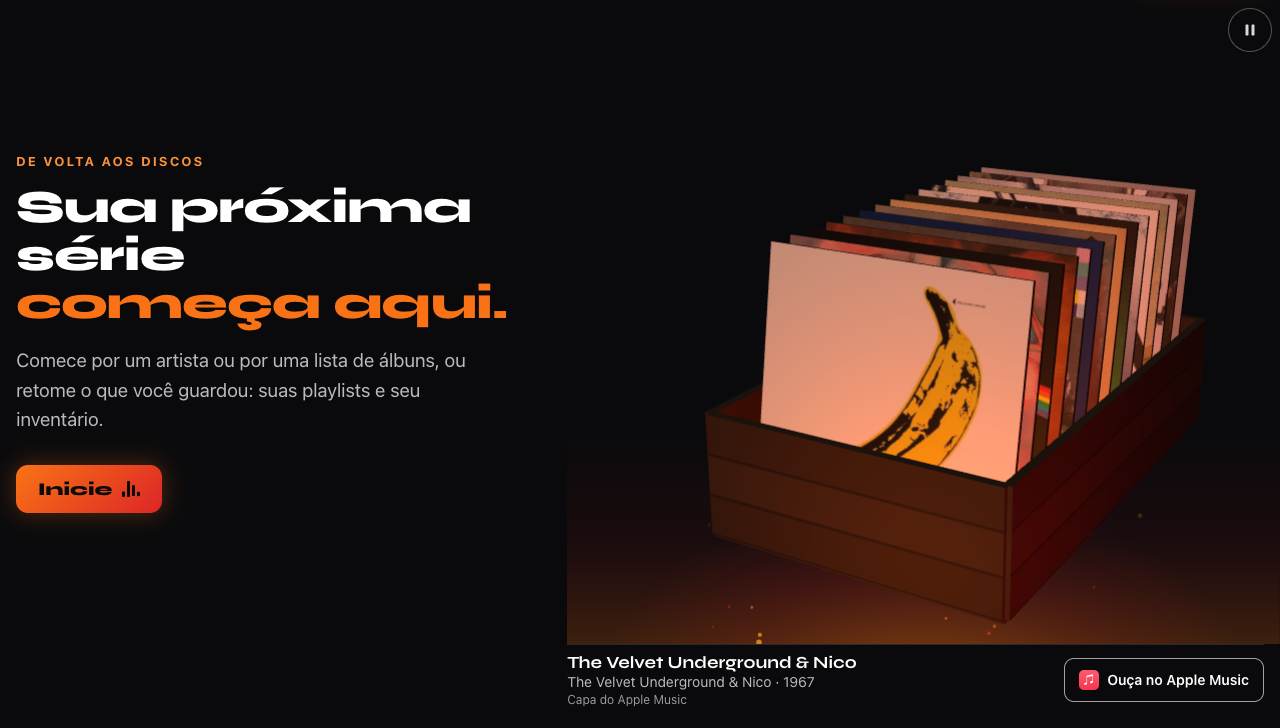 DE VOLTA AOS DISCOS
Sua próxima
série
começa aqui.
Comece por um artista ou por uma lista de álbuns, ou
retome o que você guardou: suas playlists e seu
inventário.
Inicie
The Velvet Underground & Nico
The Velvet Underground & Nico · 1967
Capa do Apple Music
Ouça no Apple Music